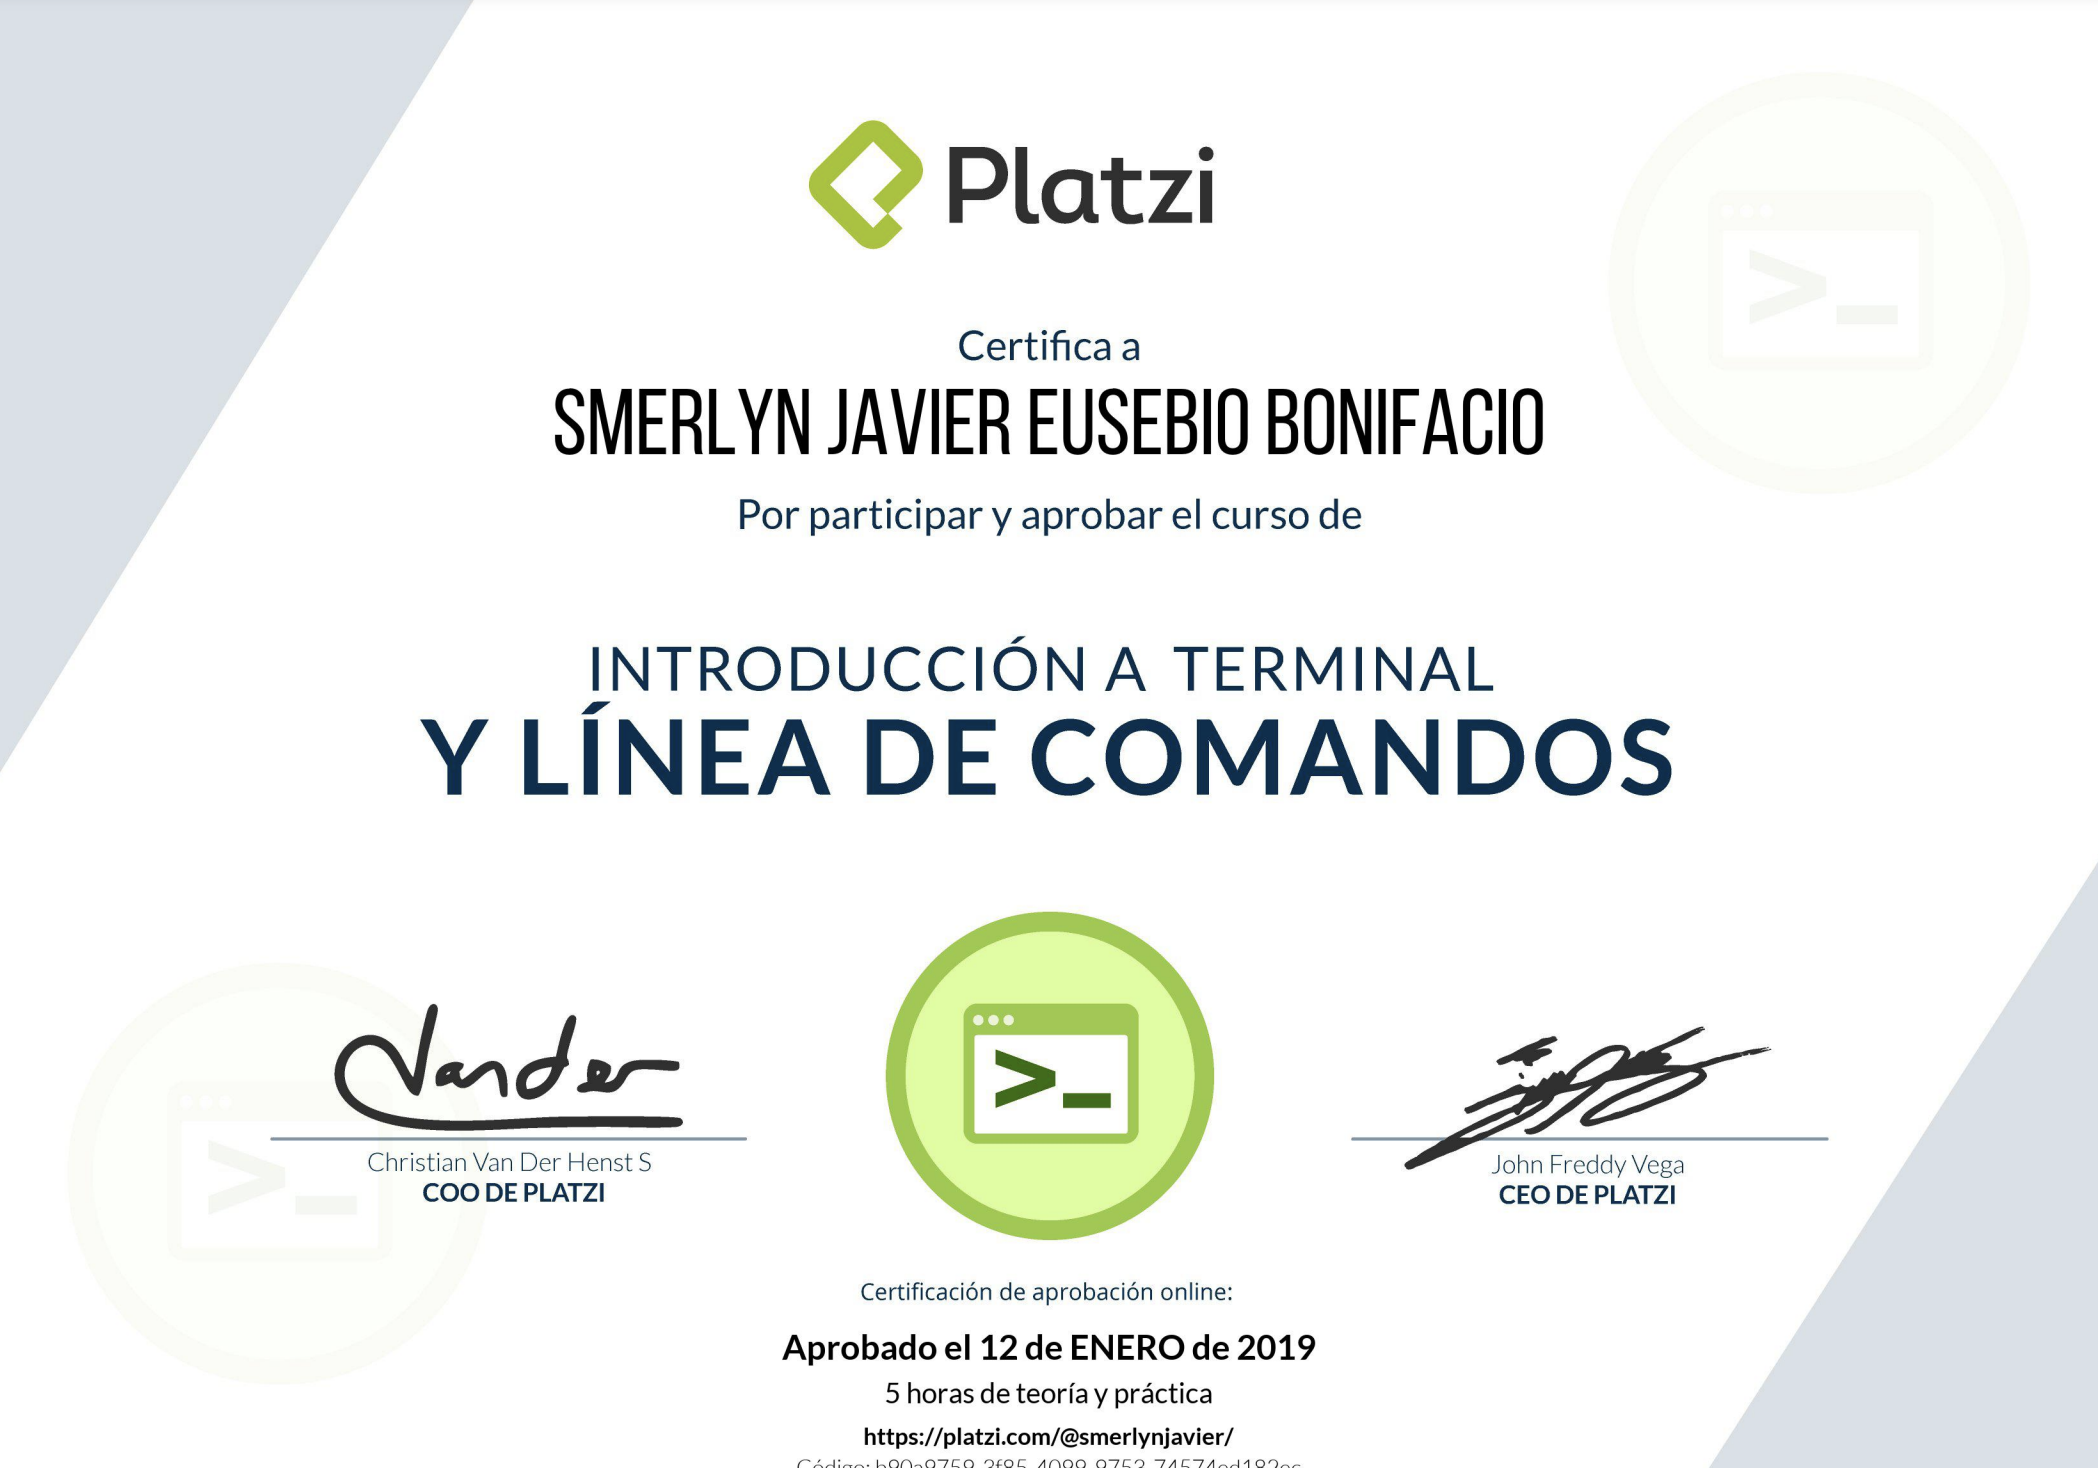 Platzi
Certifica a
SMERLYN JAVIER EUSEBIO BONIFACIO
Por participar y aprobar el curso de
INTRODUCCIÓN A TERMINAL
Y LÍNEA DE COMANDOS
>_
Vander
Christian Van Der Henst S
COO DE PLATZI
John Freddy Vega
CEO DE PLATZI
Certificación de aprobación online:
Aprobado el 12 de ENERO de 2019
5 horas de teoría y práctica
https://platzi.com/@smerlynjavier/
Código: